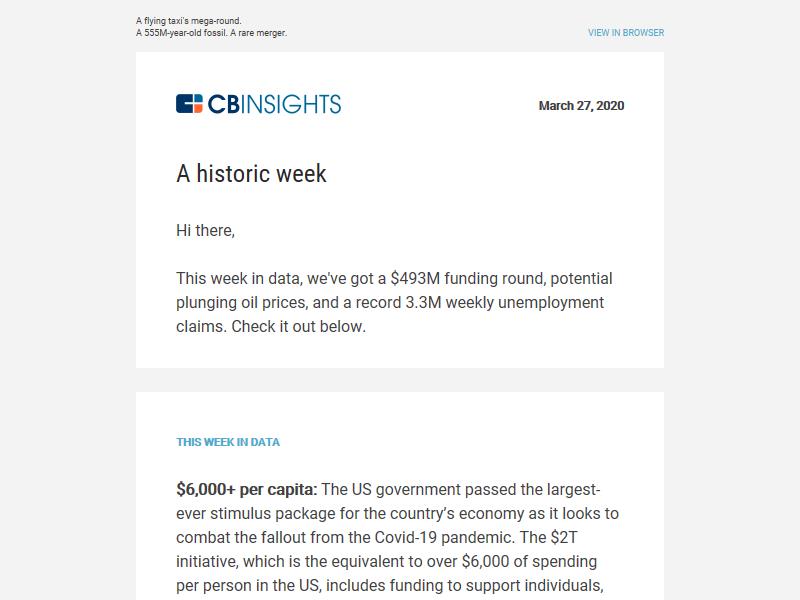 A flying taxi's mega-round.
A 555M-year-old fossil. A rare merger.
VIEW IN BROWSER
CBINSIGHTS
March 27, 2020
A historic week
Hi there,
This week in data, we've got a $493M funding round, potential
plunging oil prices, and a record 3.3M weekly unemployment
claims. Check it out below.
THIS WEEK IN DATA
$6,000+ per capita: The US government passed the largest-
ever stimulus package for the country’s economy as it looks to
combat the fallout from the Covid-19 pandemic. The $2T
initiative, which is the equivalent to over $6,000 of spending
per person in the US, includes funding to support individuals,